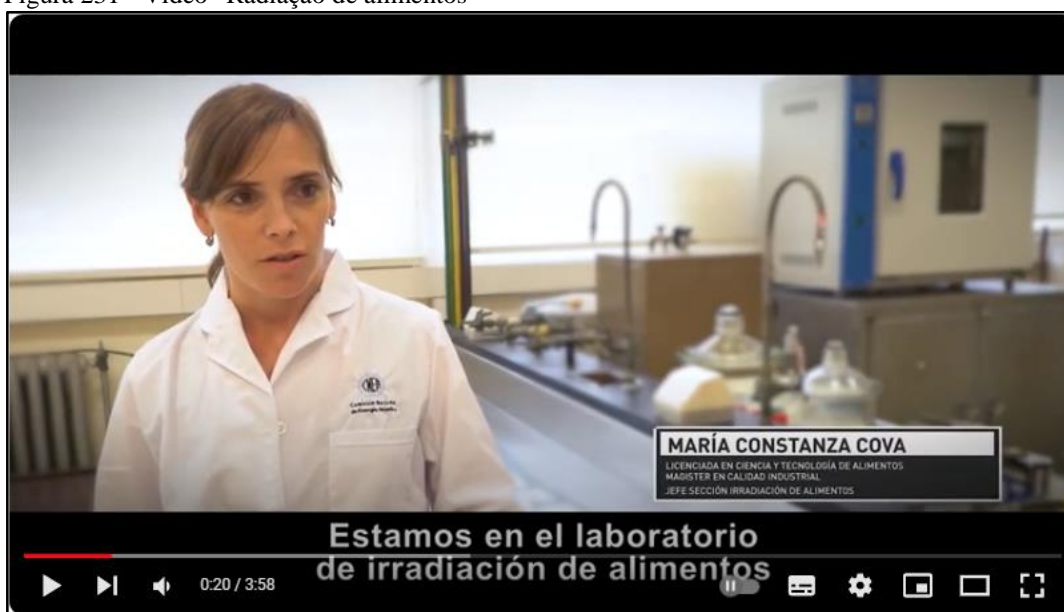 Figura 231 – Vídeo “Radiação de alimentos”
MARÍA CONSTANZA COVA
LICENCIADA EN CIENCIA Y TECNOLOGÍA DE ALIMENTOS
MAGISTER EN CALIDAD INDUSTRIAL
JEFE SECCIÓN IRRADIACIÓN DE ALIMENTOS
Estamos en el laboratorio
de irradiación de alimentos
0:20 / 3:58